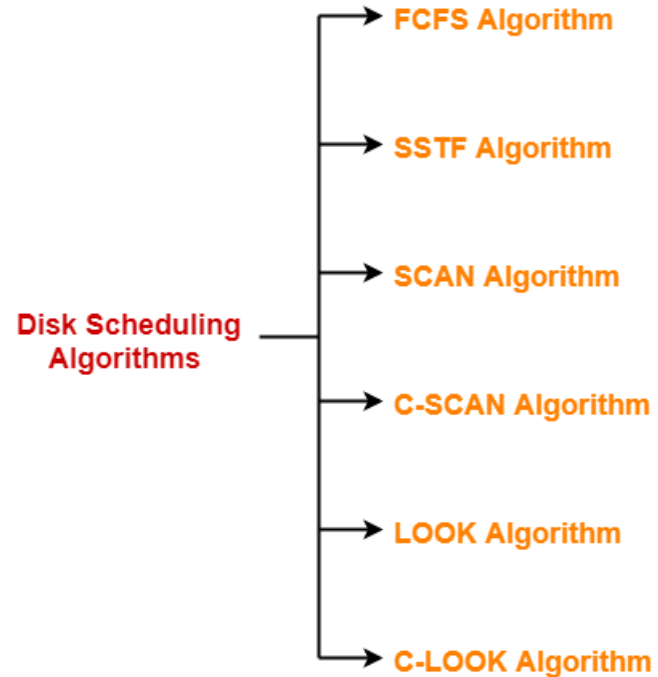 FCFS Algorithm
SSTF Algorithm
SCAN Algorithm
Disk Scheduling
Algorithms
C-SCAN Algorithm
LOOK Algorithm
C-LOOK Algorithm